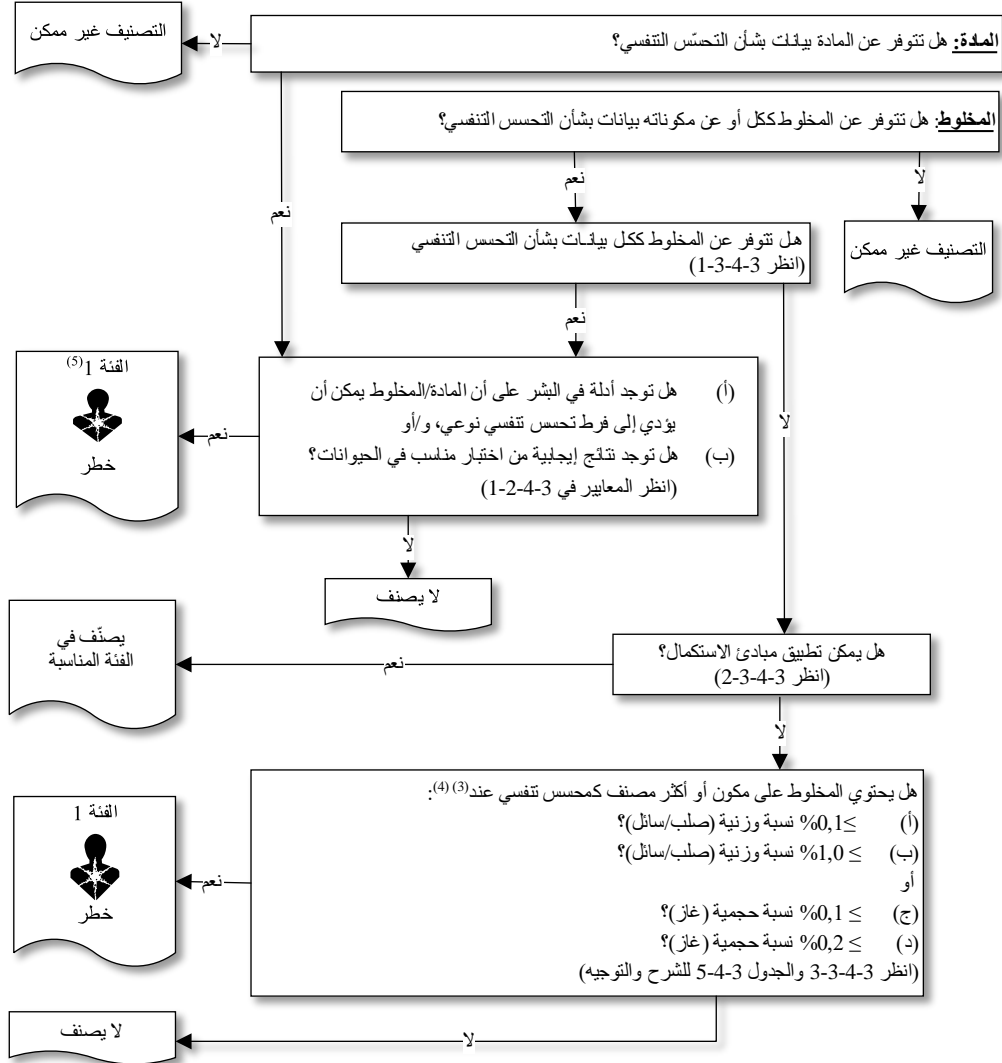 المادة: هل تتوفر عن المادة بيانات بشأن التحسّس التنفسي؟
لا
التصنيف غير ممكن
المخلوط: هل تتوفر عن المخلوط ككل أو عن مكوناته بيانات بشأن التحسس التنفسي؟
نعم
نعم
لا
التصنيف غير ممكن
هل تتوفر عن المخلوط ككل بيانات بشأن التحسس التنفسي
(انظر 3-4-3-1)
نعم
لا
(أ) هل توجد أدلة في البشر على أن المادة/المخلوط يمكن أن
يؤدي إلى فرط تحسس تنفسي نوعي، و/أو
(ب) هل توجد نتائج إيجابية من اختبار مناسب في الحيوانات؟
(انظر المعايير في 3-4-2-1)
نعم
الفئة 1(5)
خطر
لا
لا يصنف
هل يمكن تطبيق مبادئ الاستكمال؟
(انظر 3-4-3-2)
نعم
يصنّف في
الفئة المناسبة
لا
هل يحتوي المخلوط على مكون أو أكثر مصنف كمحسس تنفسي عند(3) (4):
(أ) ≥0,1% نسبة وزنية (صلب/سائل)؟
(ب) ≥ 1,0% نسبة وزنية (صلب/سائل)؟
أو
(ج) ≥ 0,1% نسبة حجمية (غاز)؟
(د) ≥ 0,2% نسبة حجمية (غاز)؟
(انظر 3-4-3-3 والجدول 3-4-5 للشرح والتوجيه)
نعم
الفئة 1
خطر
لا
لا يصنف